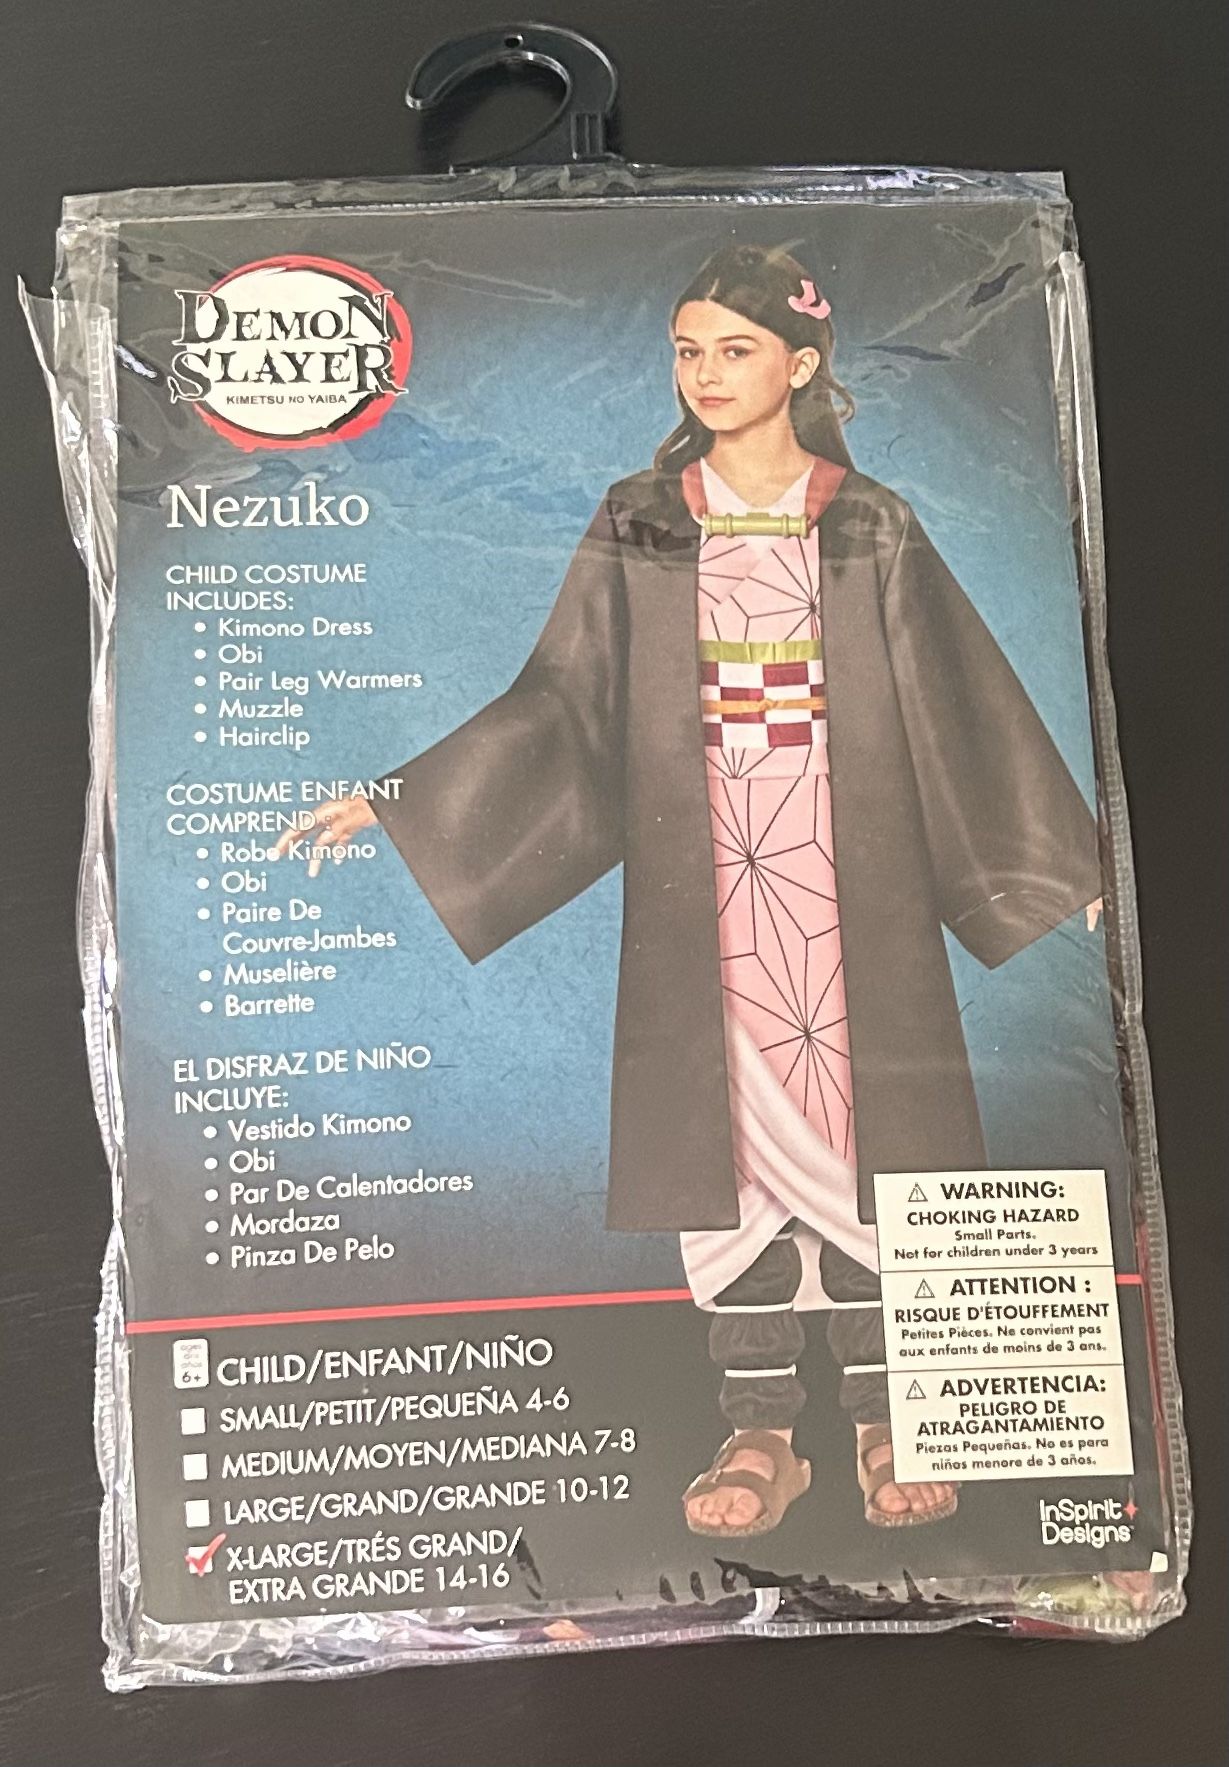 DEMON
SLAYER
KIMETSU NO YAIBA
Nezuko
CHILD COSTUME
INCLUDES:
• Kimono Dress
• Obi
• Pair Leg Warmers
• Muzzle
• Hairclip
COSTUME ENFANT
COMPREND :
• Robe Kimono
• Obi
• Paire De
Couvre-Jambes
• Muselière
• Barrette
EL DISFRAZ DE NIÑO
INCLUYE:
• Vestido Kimono
• Obi
• Par De Calentadores
• Mordaza
• Pinza De Pelo
ages
ans
años
6+
CHILD/ENFANT/NIÑO
SMALL/PETIT/PEQUEÑA 4-6
MEDIUM/MOYEN/MEDIANA 7-8
LARGE/GRAND/GRANDE 10-12
X-LARGE/TRÉS GRAND/
EXTRA GRANDE 14-16
⚠ WARNING:
CHOKING HAZARD
Small Parts.
Not for children under 3 years
⚠ ATTENTION :
RISQUE D'ÉTOUFFEMENT
Petites Pièces. Ne convient pas
aux enfants de moins de 3 ans.
⚠ ADVERTENCIA:
PELIGRO DE
ATRAGANTAMIENTO
Piezas Pequeñas. No es para
niños menore de 3 años.
InSpirit
Designs